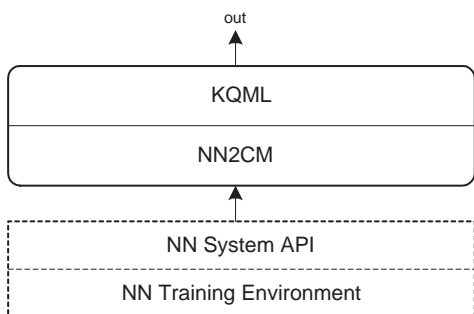 out
KQML
NN2CM
NN System API
NN Training Environment